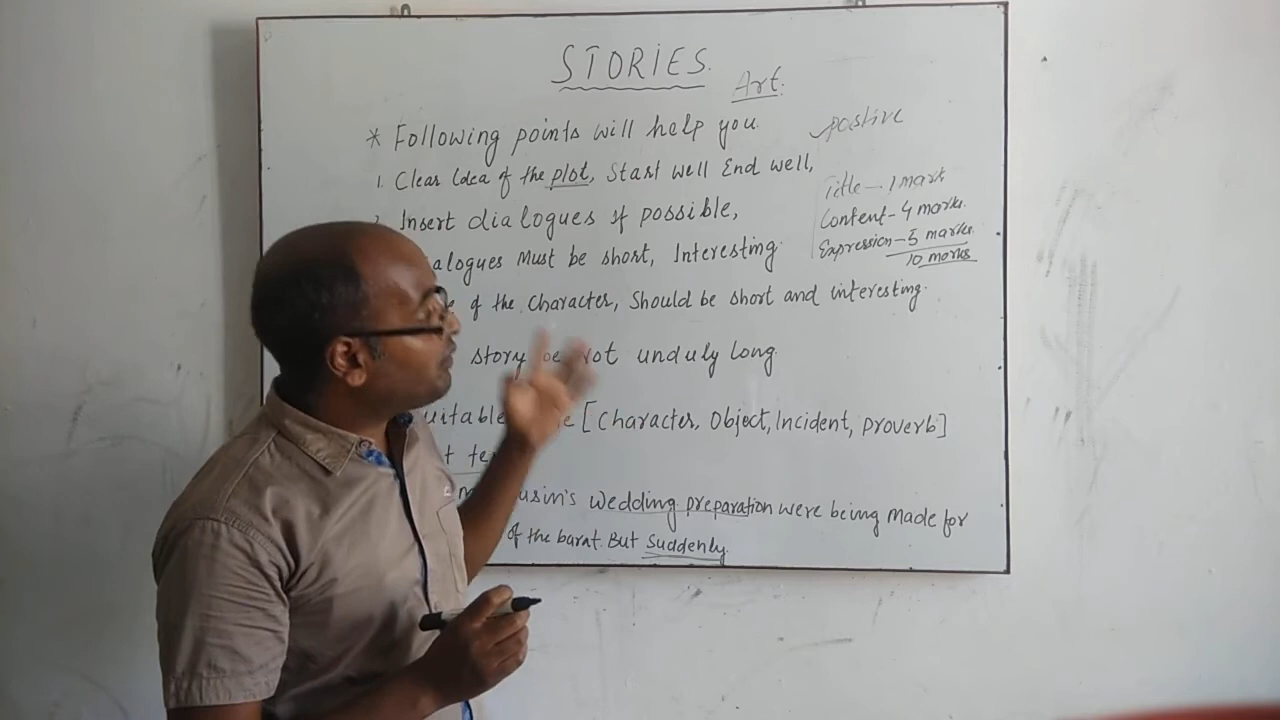 STORIES.
Art.
* Following points will help you.
positive
1. Clear Idea of the plot, Start well End well,
Title - 1 mark
Content - 4 marks.
Expression - 5 marks
10 marks
Insert dialogues if possible,
alogues Must be short, Interesting.
of the Character, Should be short and interesting.
story be not unduly long.
uitable [Character, Object, Incident, proverb]
usin's wedding preparation were being made for
of the barat. But Suddenly.